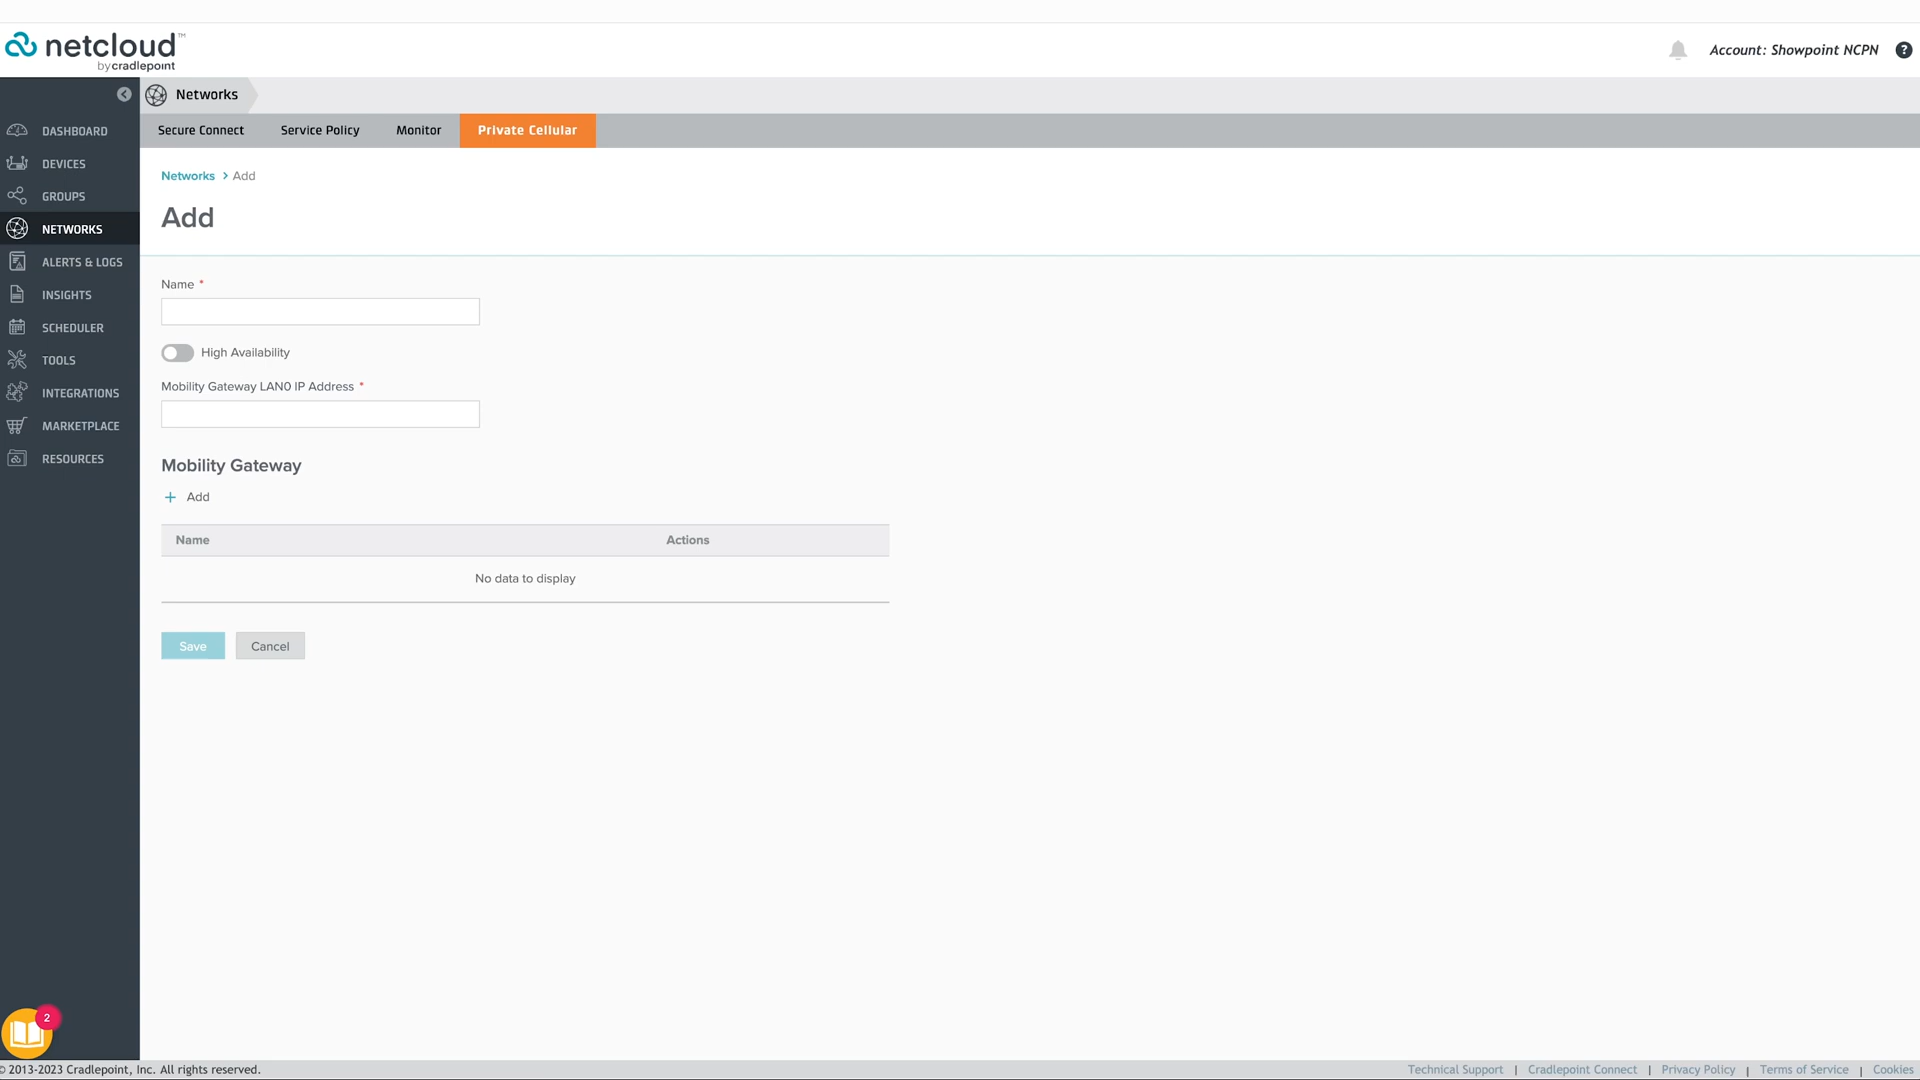 netcloud™
by cradlepoint
Account: Showpoint NCPN
?
Networks
Secure Connect
Service Policy
Monitor
Private Cellular
DASHBOARD
DEVICES
GROUPS
NETWORKS
ALERTS & LOGS
INSIGHTS
SCHEDULER
TOOLS
INTEGRATIONS
MARKETPLACE
RESOURCES
2
Networks > Add
Add
Name *
High Availability
Mobility Gateway LAN0 IP Address *
Mobility Gateway
+ Add
Name Actions
No data to display
Save Cancel
© 2013-2023 Cradlepoint, Inc. All rights reserved.
Technical Support | Cradlepoint Connect | Privacy Policy | Terms of Service | Cookies